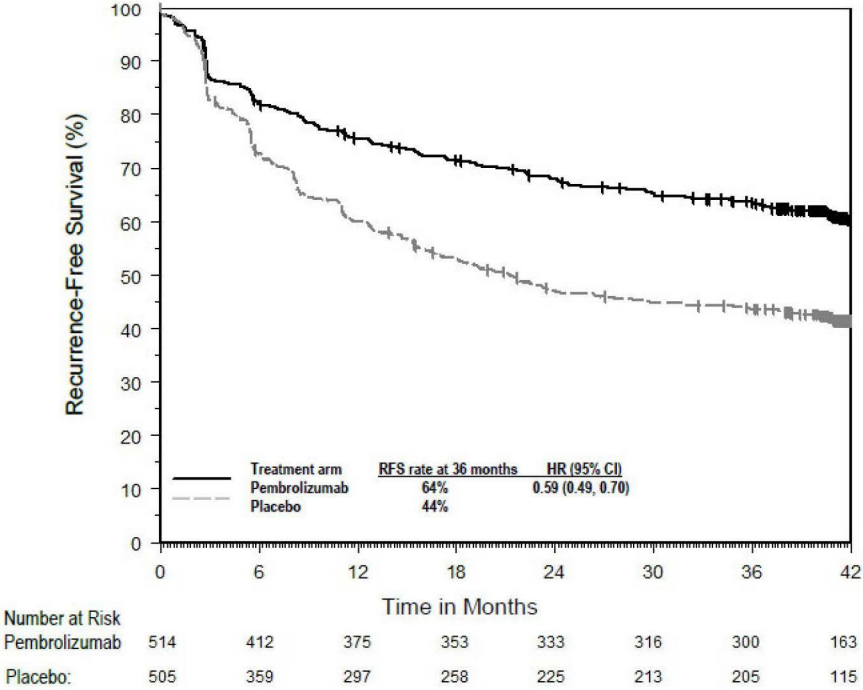 100
90
80
70
60
50
40
30
20
10
0
Recurrence-Free Survival (%)
Treatment arm RFS rate at 36 months HR (95% CI)
Pembrolizumab 64% 0.59 (0.49, 0.70)
Placebo 44%
0 6 12 18 24 30 36 42
Time in Months
Number at Risk
Pembrolizumab 514 412 375 353 333 316 300 163
Placebo: 505 359 297 258 225 213 205 115